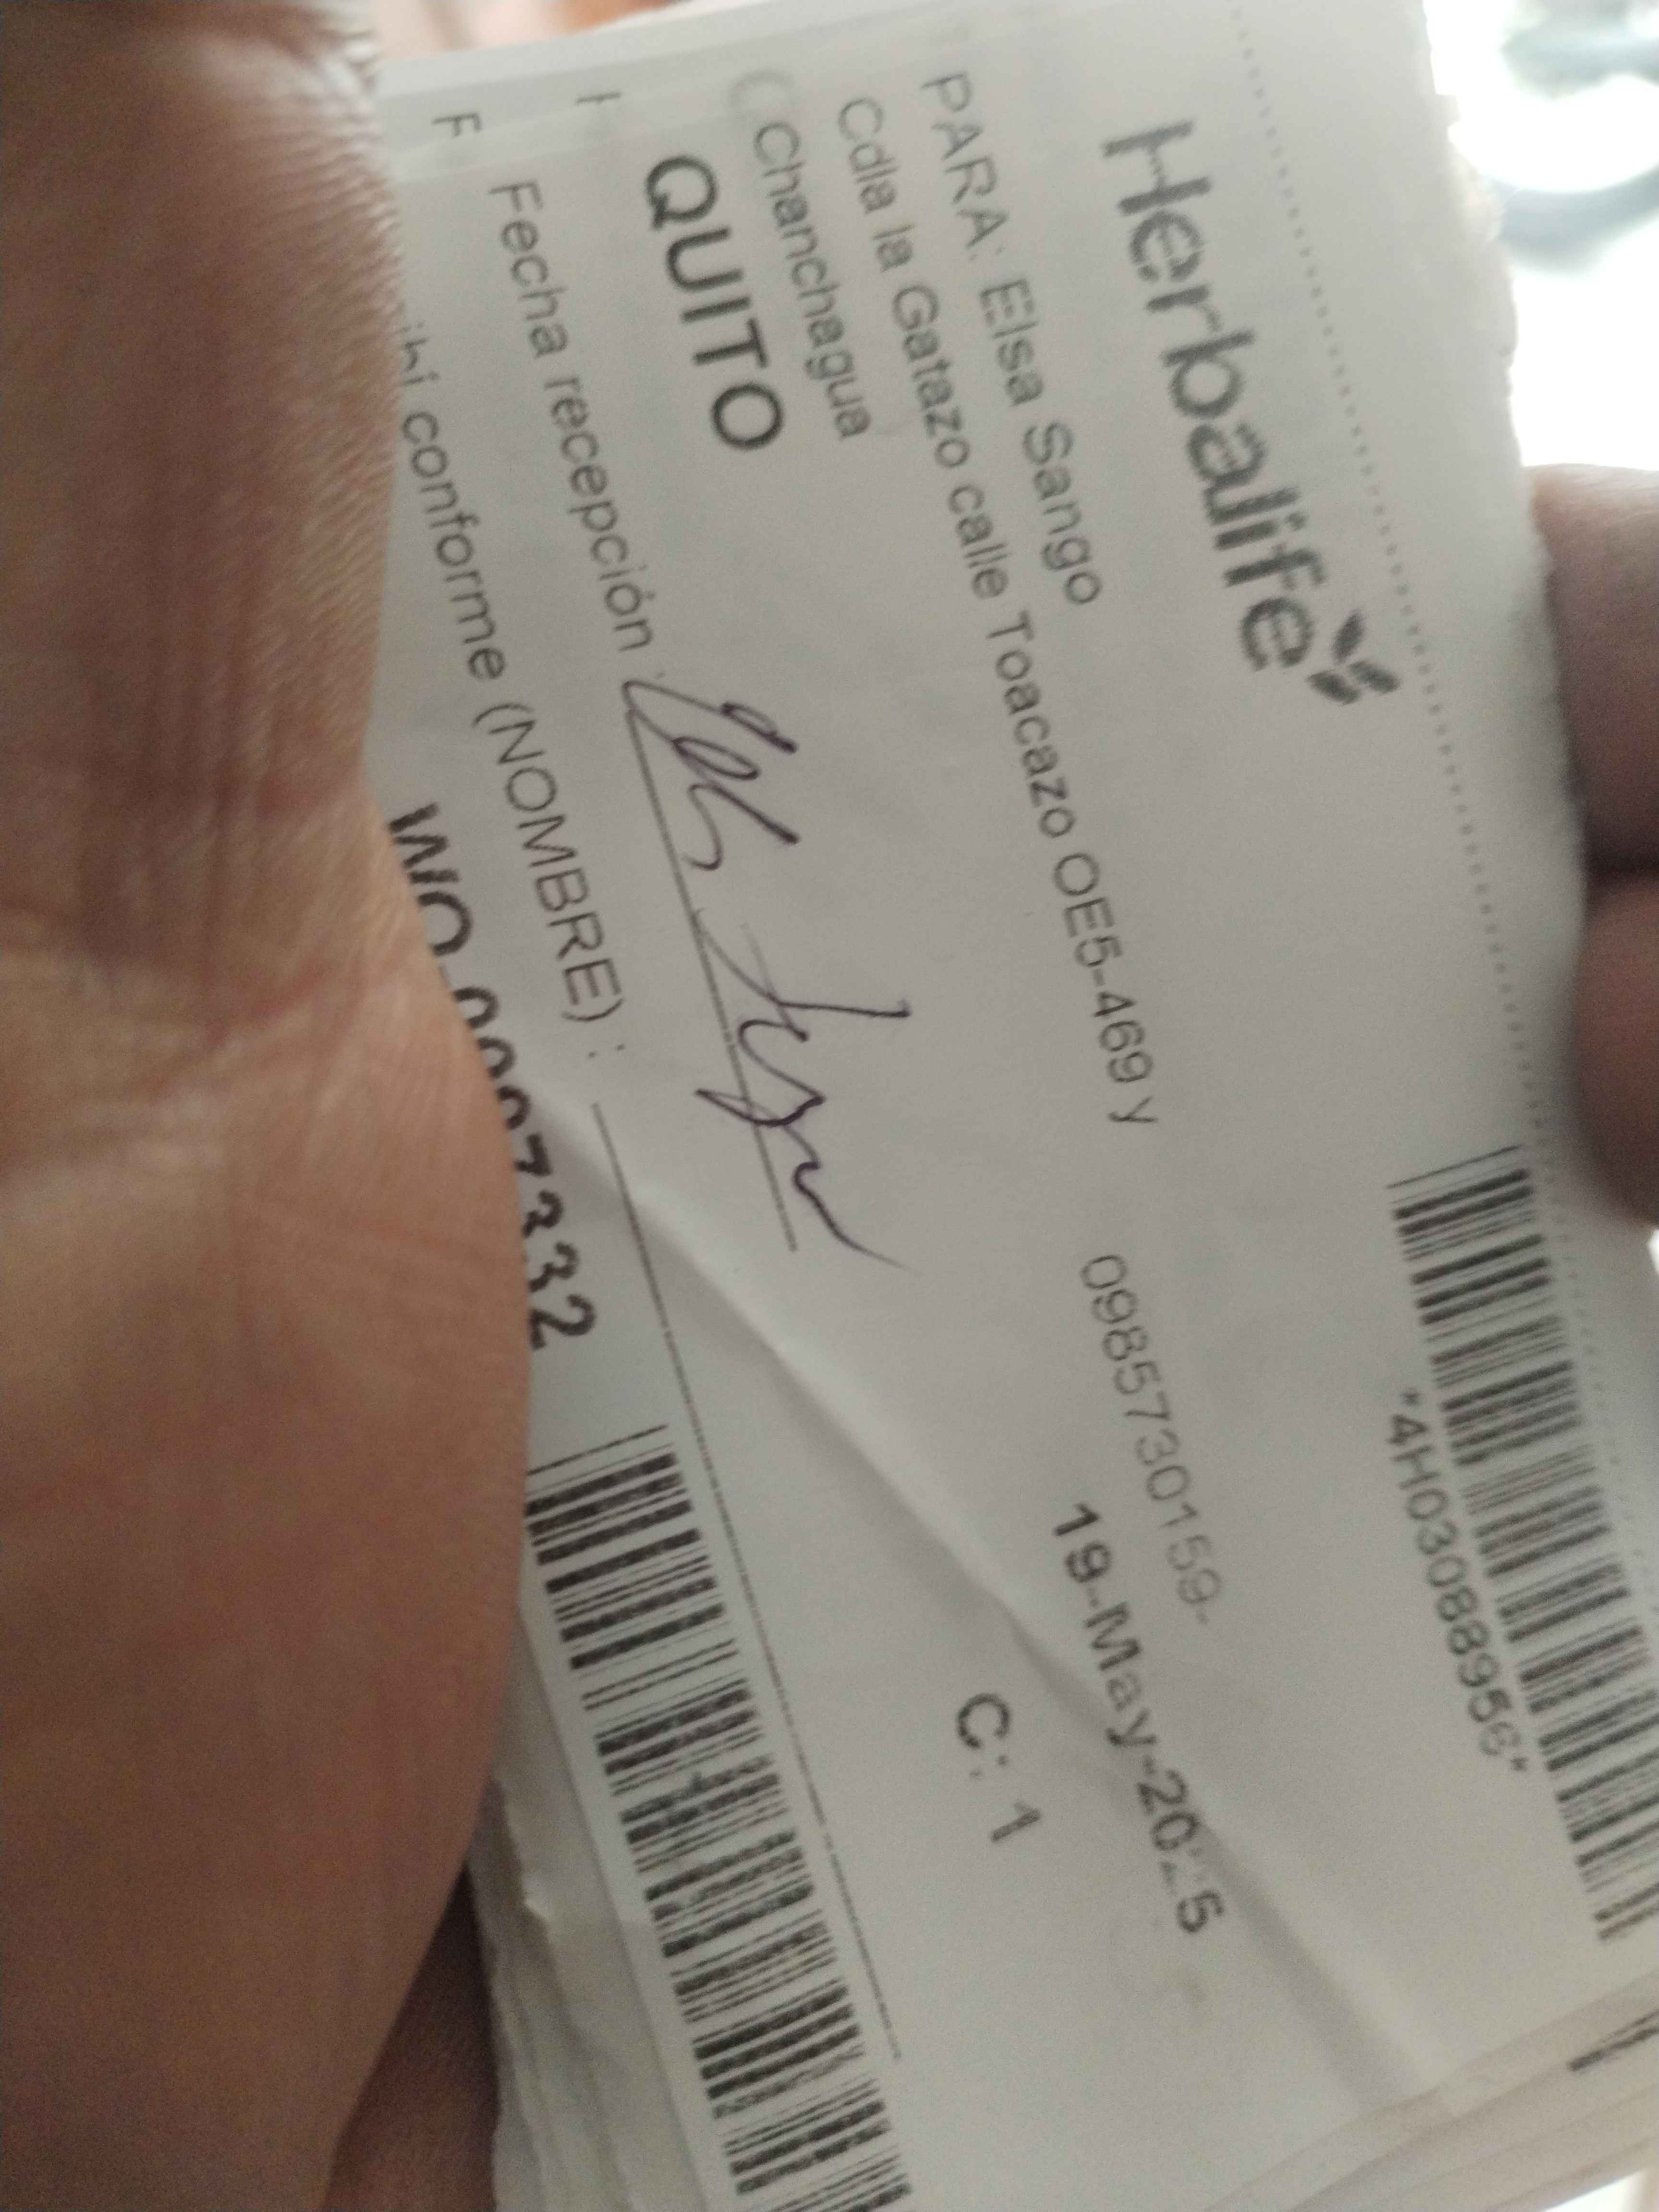 Herbalife
*4H03088956*
PARA: Elsa Sango
0985730159-
Cdla la Gatazo calle Toacazo OE5-469 y
19-May-2025
Chanchagua
C: 1
QUITO
Fecha recepción :
conforme (NOMBRE) :